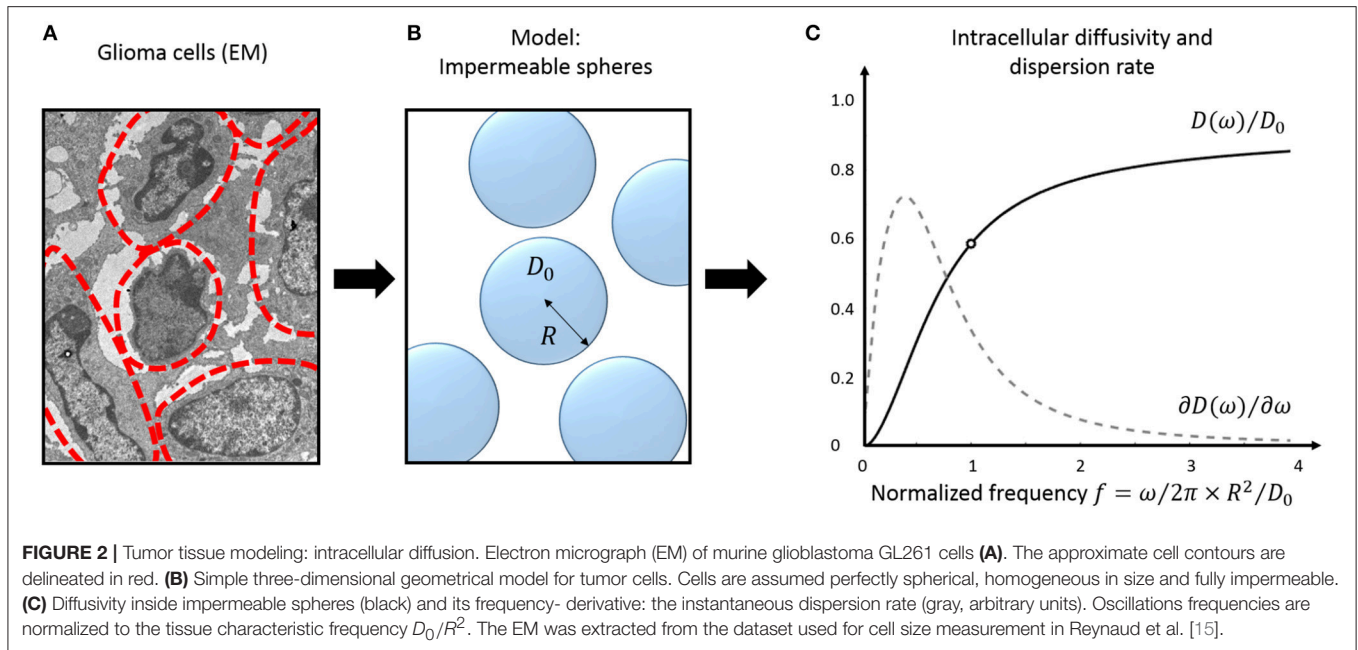 A
Glioma cells (EM)
B
Model:
Impermeable spheres
D₀
R
C
Intracellular diffusivity and
dispersion rate
1.0
0.8
0.6
0.4
0.2
0
D(ω)/D₀
∂D(ω)/∂ω
0 1 2 3 4
Normalized frequency f = ω/2π × R²/D₀
FIGURE 2 | Tumor tissue modeling: intracellular diffusion. Electron micrograph (EM) of murine glioblastoma GL261 cells (A). The approximate cell contours are
delineated in red. (B) Simple three-dimensional geometrical model for tumor cells. Cells are assumed perfectly spherical, homogeneous in size and fully impermeable.
(C) Diffusivity inside impermeable spheres (black) and its frequency- derivative: the instantaneous dispersion rate (gray, arbitrary units). Oscillations frequencies are
normalized to the tissue characteristic frequency D₀/R². The EM was extracted from the dataset used for cell size measurement in Reynaud et al. [15].